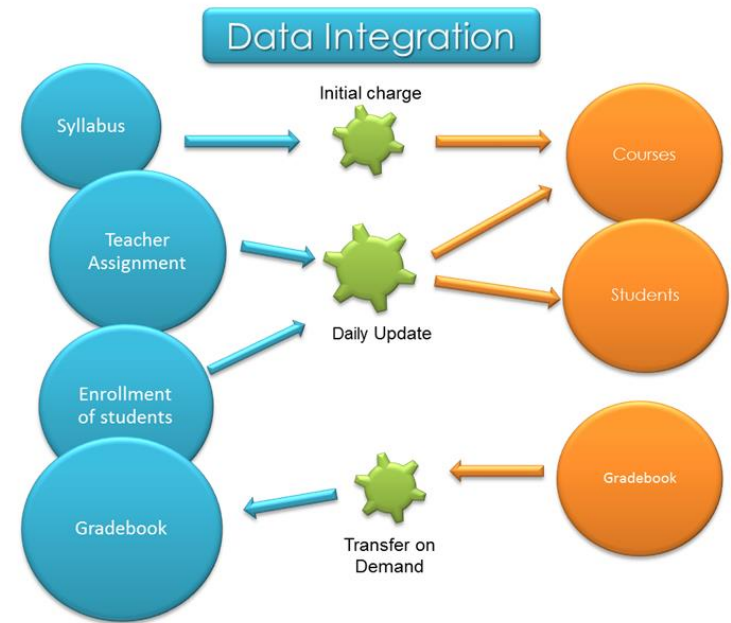 Data Integration
Initial charge
Syllabus
Courses
Teacher
Assignment
Students
Daily Update
Enrollment
of students
Gradebook
Gradebook
Transfer on
Demand